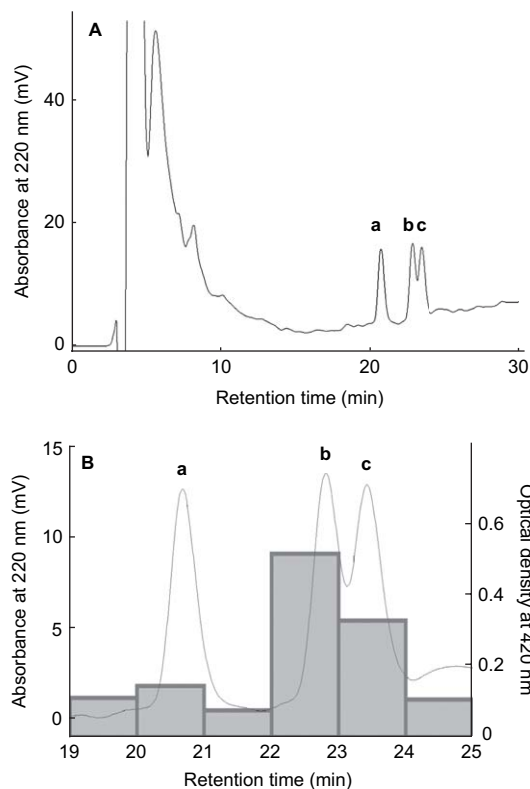 A
Absorbance at 220 nm (mV)
40
20
0
a
b c
0 10 20 30
Retention time (min)
B
Absorbance at 220 nm (mV)
15
10
5
0
a
b
c
Optical density at 420 nm
0.6
0.4
0.2
0
19 20 21 22 23 24 25
Retention time (min)